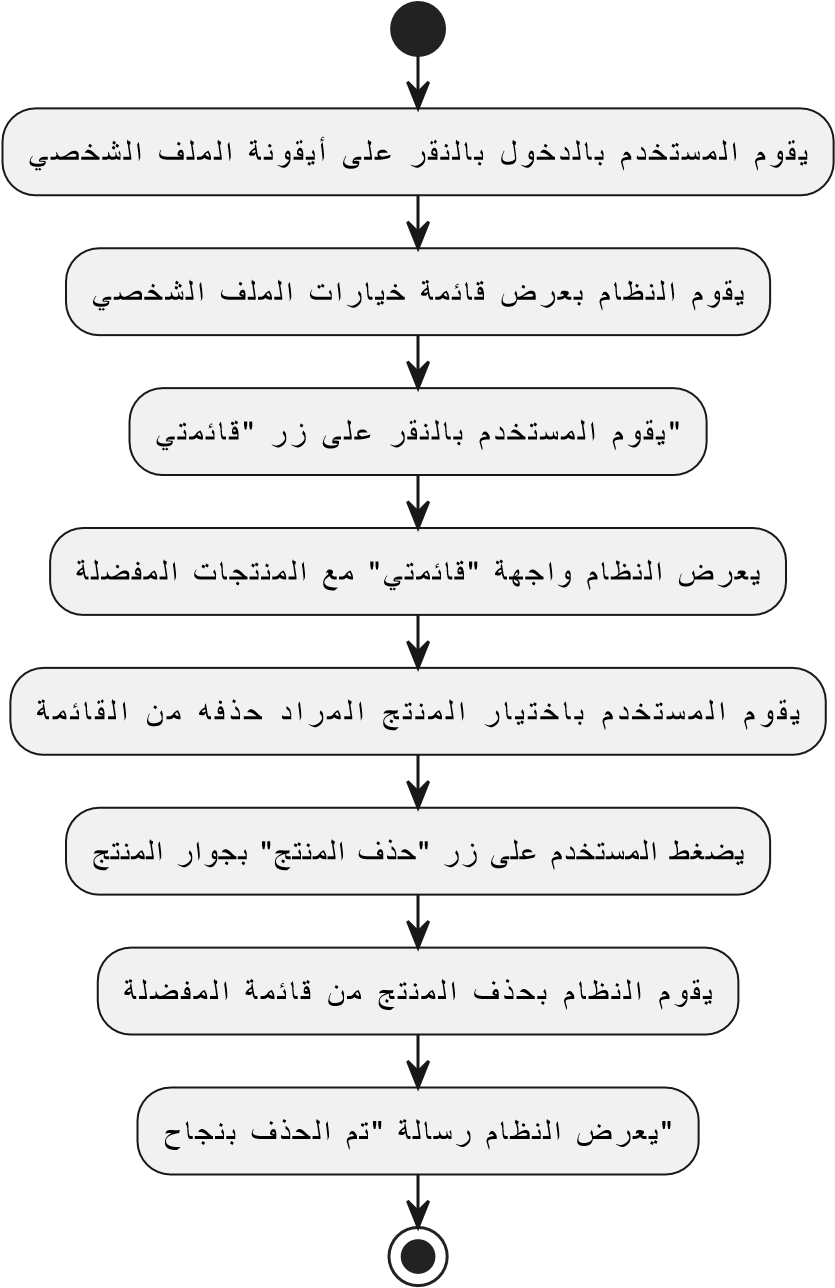 يقوم المستخدم بالدخول بالنقر على أيقونة الملف الشخصي
يقوم النظام بعرض قائمة خيارات الملف الشخصي
يقوم المستخدم بالنقر على زر "قائمتي"
يعرض النظام واجهة "قائمتي" مع المنتجات المفضلة
يقوم المستخدم باختيار المنتج المراد حذفه من القائمة
يضغط المستخدم على زر "حذف المنتج" بجوار المنتج
يقوم النظام بحذف المنتج من قائمة المفضلة
يعرض النظام رسالة "تم الحذف بنجاح"